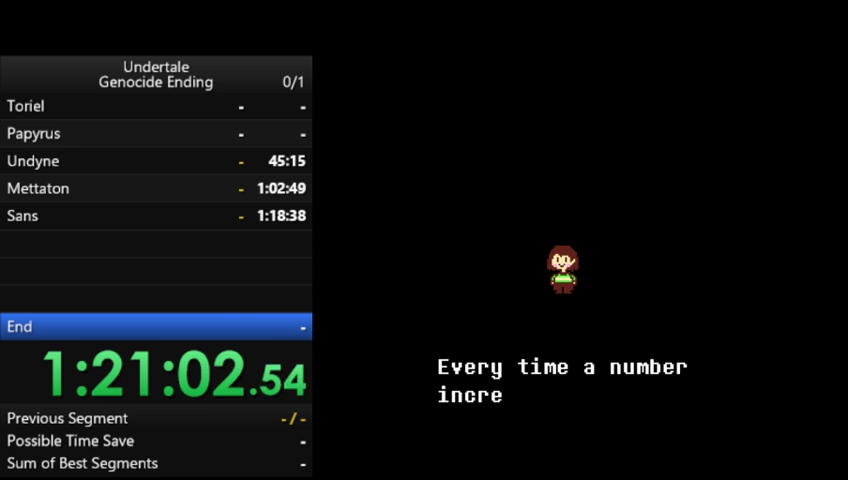 Undertale
Genocide Ending 0/1
Toriel - -
Papyrus - -
Undyne - 45:15
Mettaton - 1:02:49
Sans - 1:18:38
End -
1:21:02.54
Previous Segment -/-
Possible Time Save -
Sum of Best Segments -
Every time a number
incre